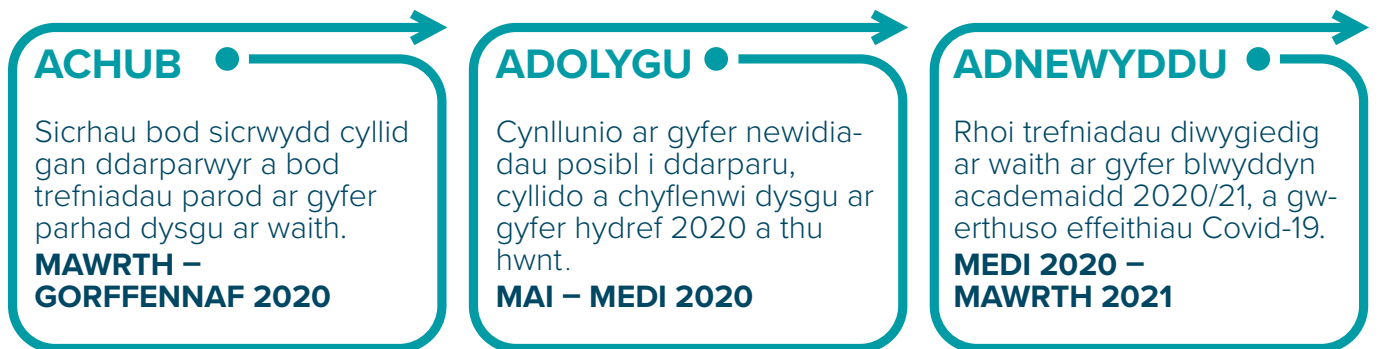 ACHUB
Sicrhau bod sicrwydd cyllid
gan ddarparwyr a bod
trefniadau parod ar gyfer
parhad dysgu ar waith.
MAWRTH –
GORFFENNAF 2020
ADOLYGU
Cynllunio ar gyfer newidia-
dau posibl i ddarparu,
cyllido a chyflenwi dysgu ar
gyfer hydref 2020 a thu
hwnt.
MAI – MEDI 2020
ADNEWYDDU
Rhoi trefniadau diwygiedig
ar waith ar gyfer blwyddyn
academaidd 2020/21, a gw-
erthuso effeithiau Covid-19.
MEDI 2020 –
MAWRTH 2021